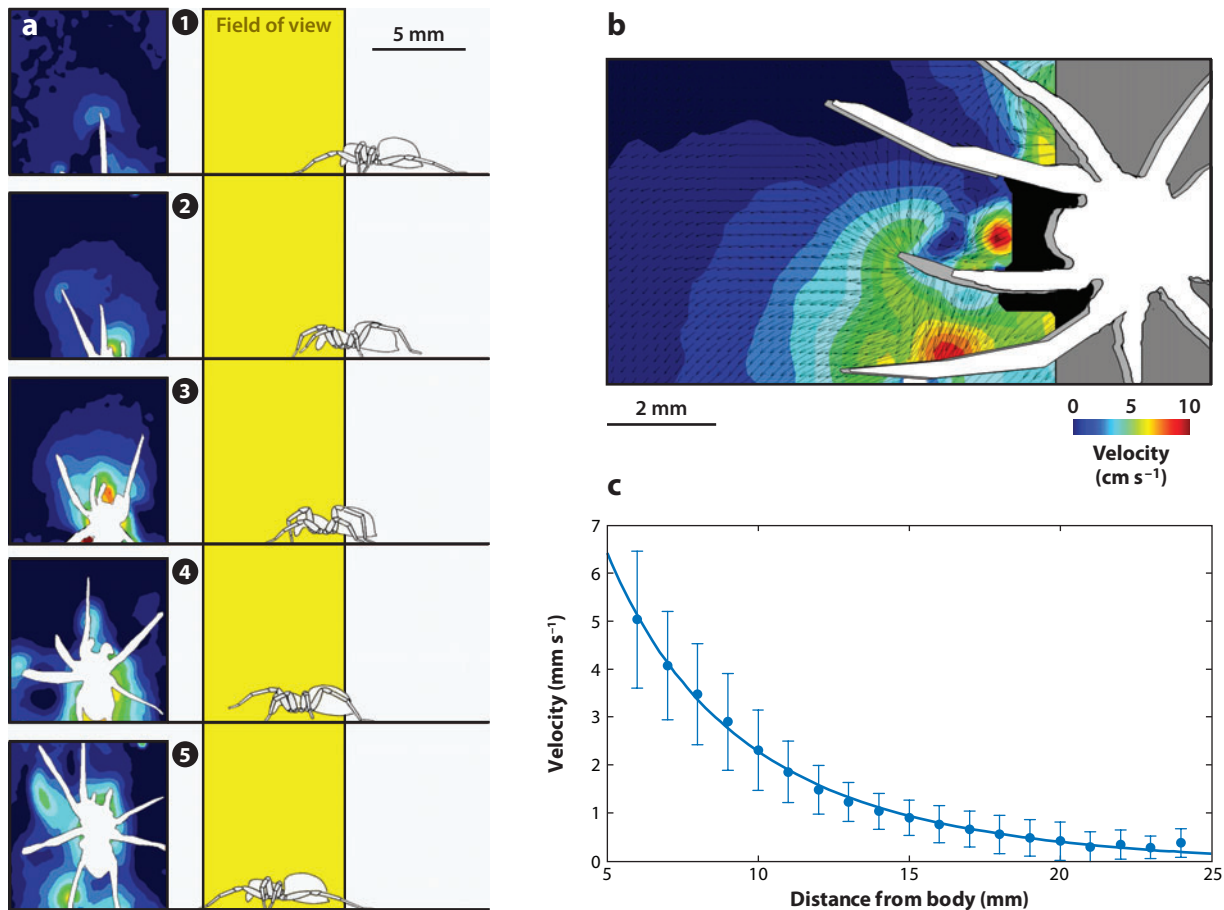 a
1
Field of view
5 mm
2
3
4
5
b
2 mm
0 5 10
Velocity
(cm s⁻¹)
c
7
6
5
4
3
2
1
0
Velocity (mm s⁻¹)
5 10 15 20 25
Distance from body (mm)